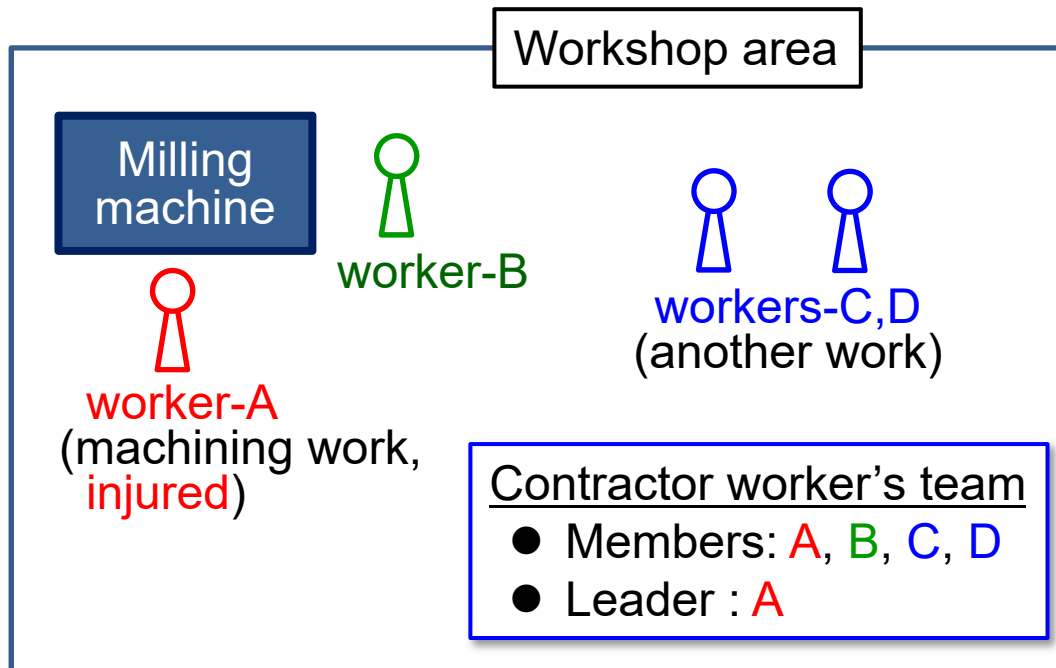 Workshop area
Milling
machine
worker-B
workers-C,D
(another work)
worker-A
(machining work,
injured)
Contractor worker’s team
● Members: A, B, C, D
● Leader : A